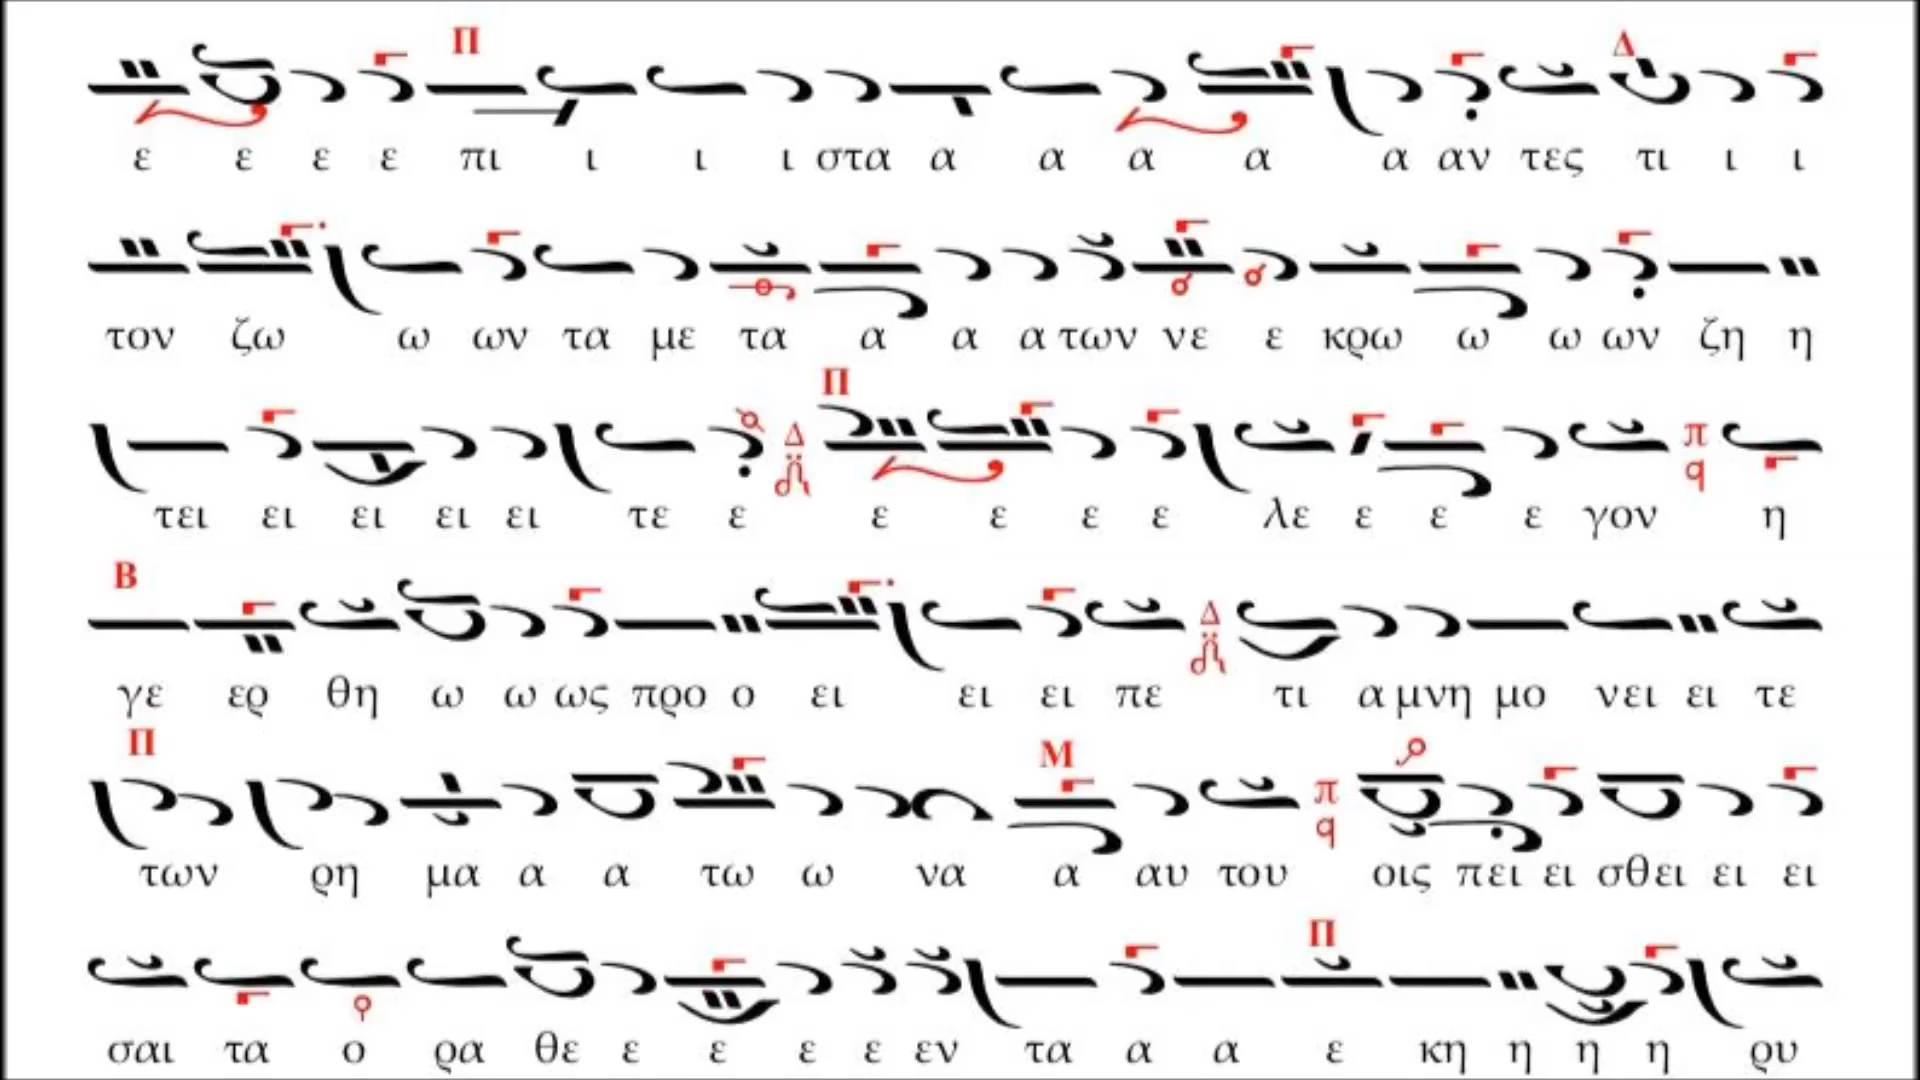 Π Δ
ε ε ε ε πι ι ι ι στα α α α α α αν τες τι ι ι
τον ζω ω ων τα με τα α α α των νε ε κρω ω ω ων ζη η
Π
τει ει ει ει ει τε ε Δ ε ε ε ε λε ε ε ε γον π q η
Β
γε ερ θη ω ω ως προ ο ει ει ει πε Δ τι α μνη μο νει ει τε
Π Μ
των ρη μα α α τω ω να α αυ του π q οις πει ει σθει ει ει
Π
σαι τα ο ρα θε ε ε ε ε εν τα α α ε κη η η η ρυ